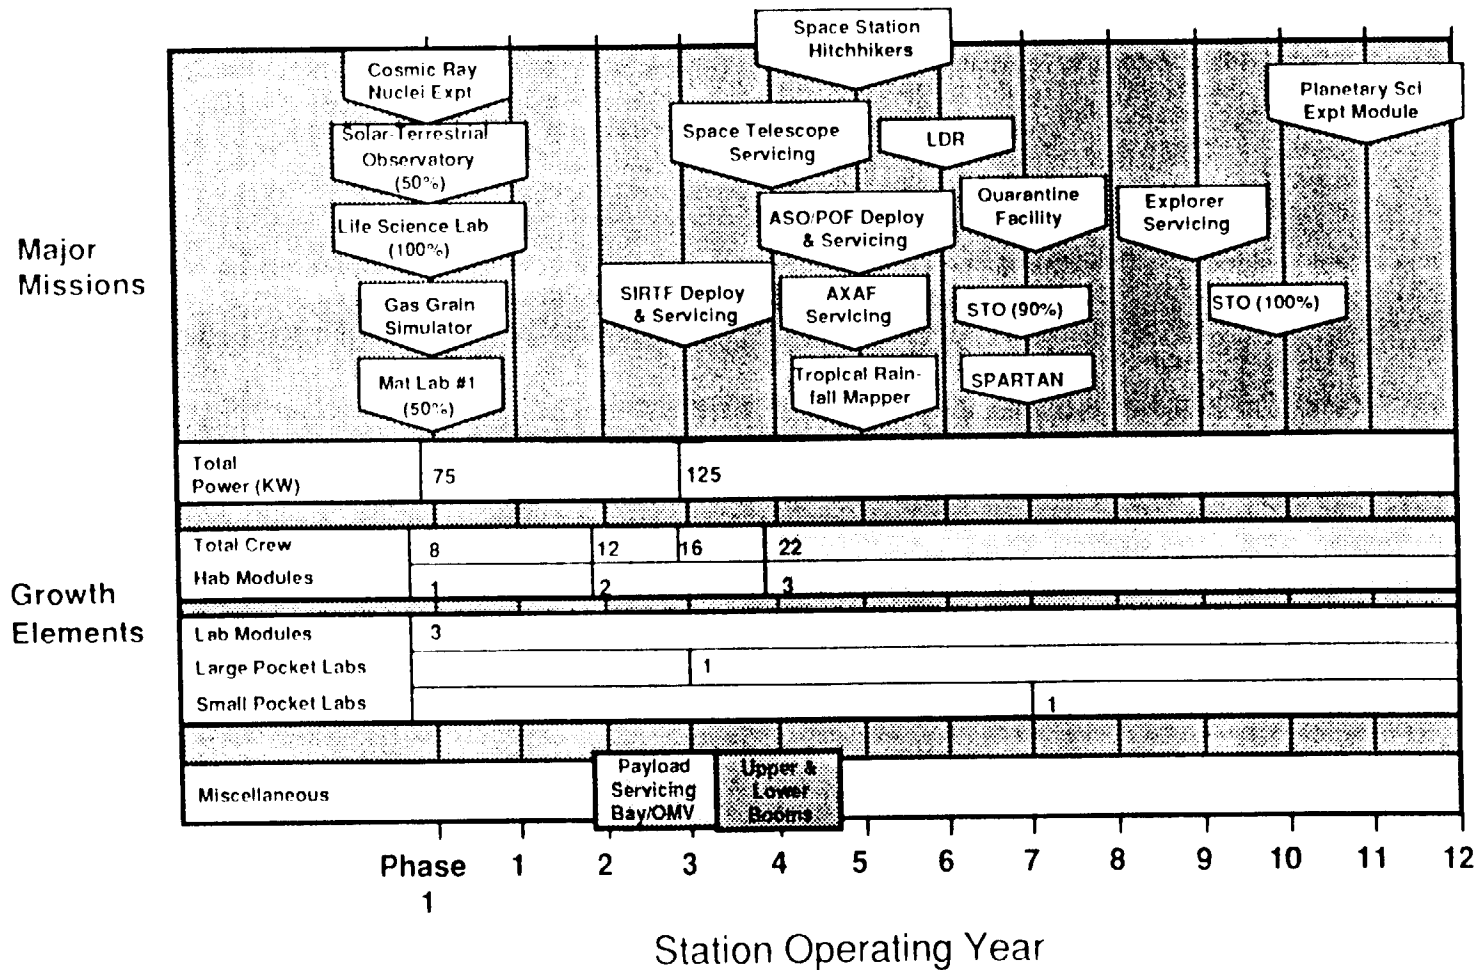 Space Station
Hitchhikers
Cosmic Ray
Nuclei Expt
Planetary Sci
Expt Module
Solar-Terrestrial
Observatory
(50%)
Space Telescope
Servicing
LDR
Life Science Lab
(100%)
ASO/POF Deploy
& Servicing
Quarantine
Facility
Explorer
Servicing
Major
Missions
Gas Grain
Simulator
SIRTF Deploy
& Servicing
AXAF
Servicing
STO (90%)
STO (100%)
Mat Lab #1
(50%)
Tropical Rain-
fall Mapper
SPARTAN
Total
Power (KW)
75
125
Growth
Elements
Total Crew
8
12
16
22
Hab Modules
1
2
3
Lab Modules
3
Large Pocket Labs
1
Small Pocket Labs
1
Miscellaneous
Payload
Servicing
Bay/OMV
Upper &
Lower
Booms
Phase
1
1 2 3 4 5 6 7 8 9 10 11 12
Station Operating Year